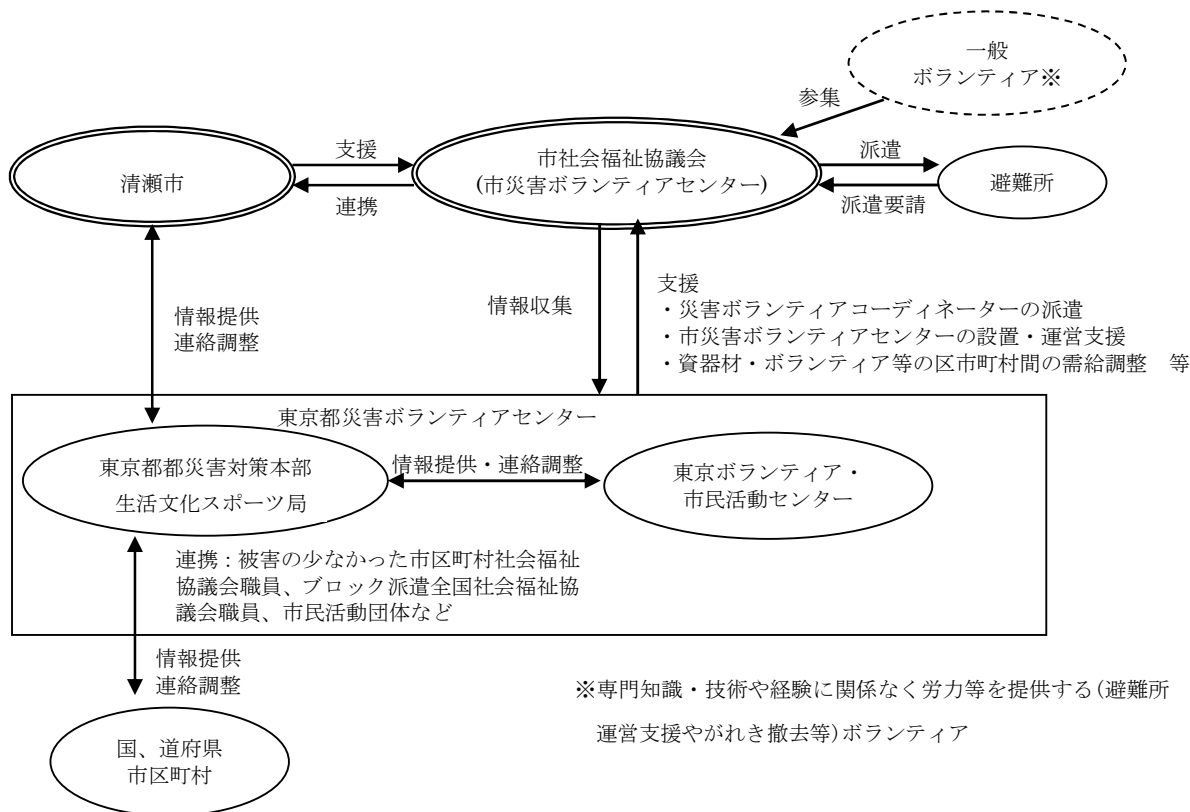 一般
ボランティア※
参集
清瀬市
支援
連携
市社会福祉協議会
(市災害ボランティアセンター)
派遣
派遣要請
避難所
情報提供
連絡調整
情報収集
支援
・災害ボランティアコーディネーターの派遣
・市災害ボランティアセンターの設置・運営支援
・資器材・ボランティア等の区市町村間の需給調整　等
東京都災害ボランティアセンター
東京都都災害対策本部
生活文化スポーツ局
情報提供・連絡調整
東京ボランティア・
市民活動センター
連携：被害の少なかった市区町村社会福祉
協議会職員、ブロック派遣全国社会福祉協
議会職員、市民活動団体など
情報提供
連絡調整
国、道府県
市区町村
※専門知識・技術や経験に関係なく労力等を提供する(避難所
運営支援やがれき撤去等)ボランティア